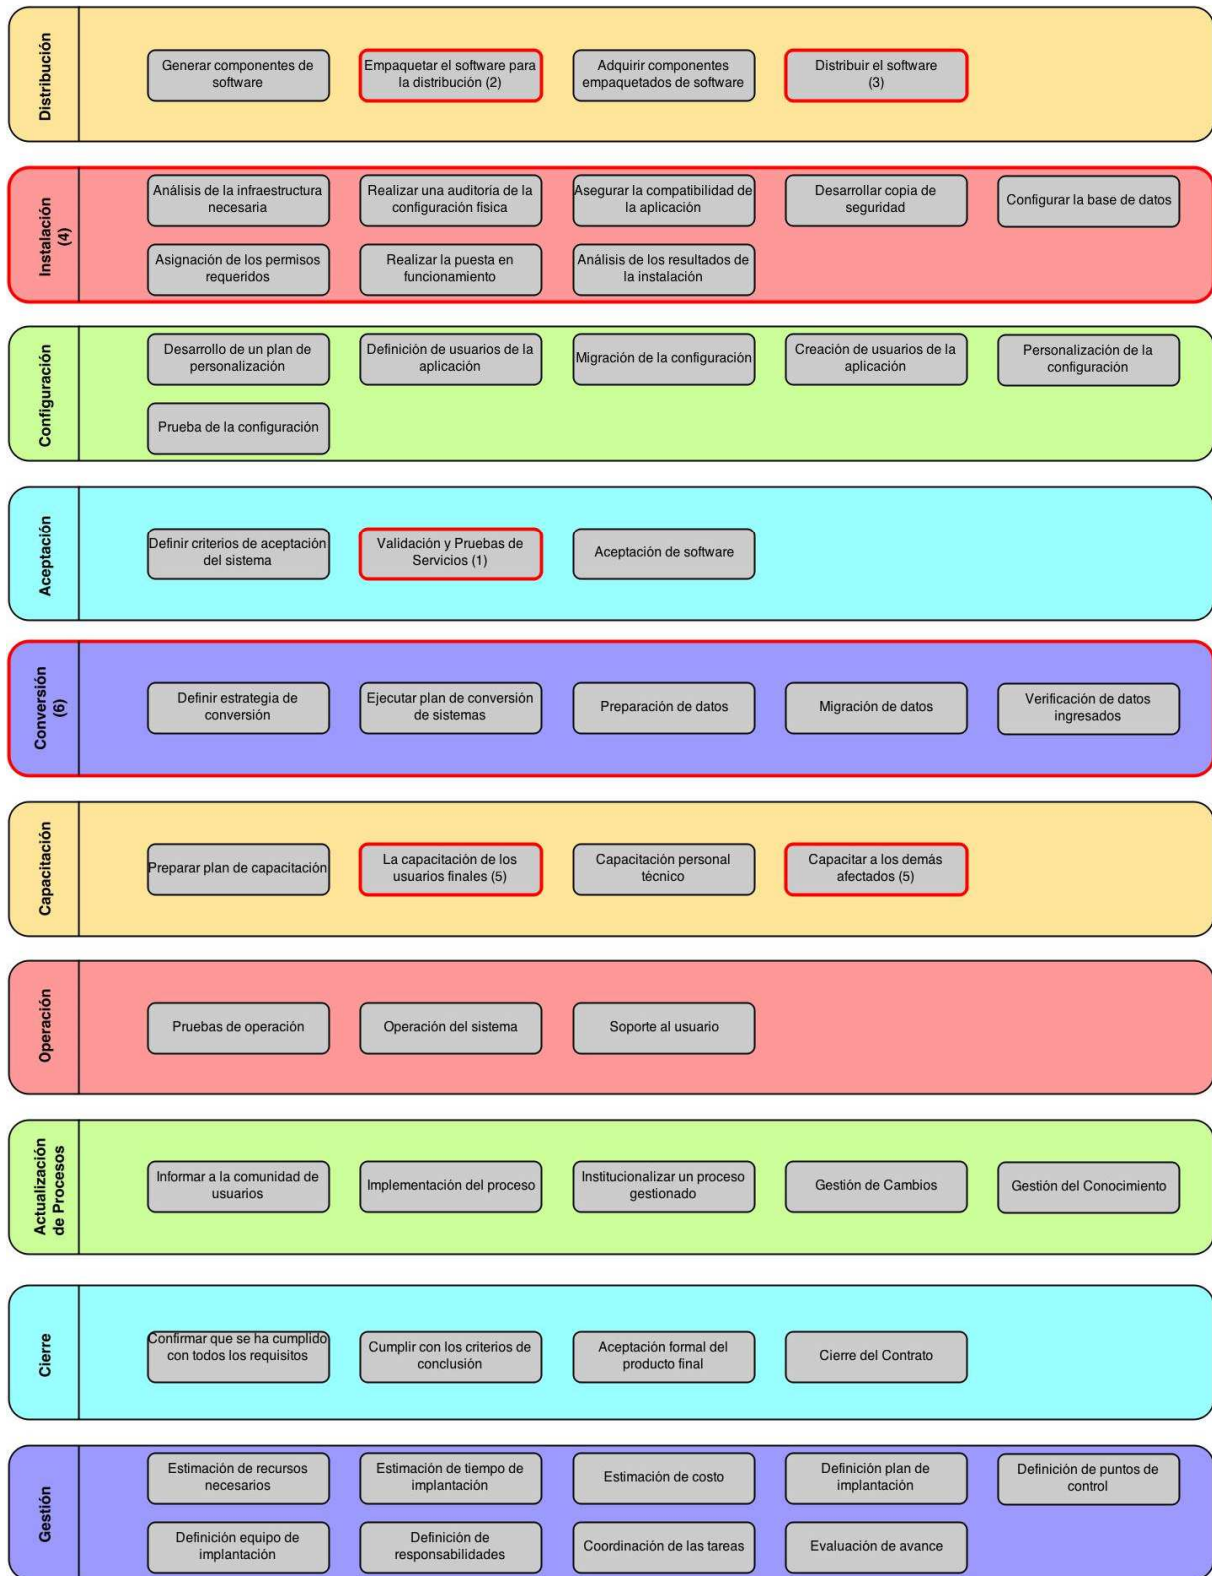 Distribución
Generar componentes de
software
Empaquetar el software para
la distribución (2)
Adquirir componentes
empaquetados de software
Distribuir el software
(3)
Instalación
(4)
Análisis de la infraestructura
necesaria
Realizar una auditoría de la
configuración física
Asegurar la compatibilidad de
la aplicación
Desarrollar copia de
seguridad
Configurar la base de datos
Asignación de los permisos
requeridos
Realizar la puesta en
funcionamiento
Análisis de los resultados de
la instalación
Configuración
Desarrollo de un plan de
personalización
Definición de usuarios de la
aplicación
Migración de la configuración
Creación de usuarios de la
aplicación
Personalización de la
configuración
Prueba de la configuración
Aceptación
Definir criterios de aceptación
del sistema
Validación y Pruebas de
Servicios (1)
Aceptación de software
Conversión
(6)
Definir estrategia de
conversión
Ejecutar plan de conversión
de sistemas
Preparación de datos
Migración de datos
Verificación de datos
ingresados
Capacitación
Preparar plan de capacitación
La capacitación de los
usuarios finales (5)
Capacitación personal
técnico
Capacitar a los demás
afectados (5)
Operación
Pruebas de operación
Operación del sistema
Soporte al usuario
Actualización
de Procesos
Informar a la comunidad de
usuarios
Implementación del proceso
Institucionalizar un proceso
gestionado
Gestión de Cambios
Gestión del Conocimiento
Cierre
Confirmar que se ha cumplido
con todos los requisitos
Cumplir con los criterios de
conclusión
Aceptación formal del
producto final
Cierre del Contrato
Gestión
Estimación de recursos
necesarios
Estimación de tiempo de
implantación
Estimación de costo
Definición plan de
implantación
Definición de puntos de
control
Definición equipo de
implantación
Definición de
responsabilidades
Coordinación de las tareas
Evaluación de avance